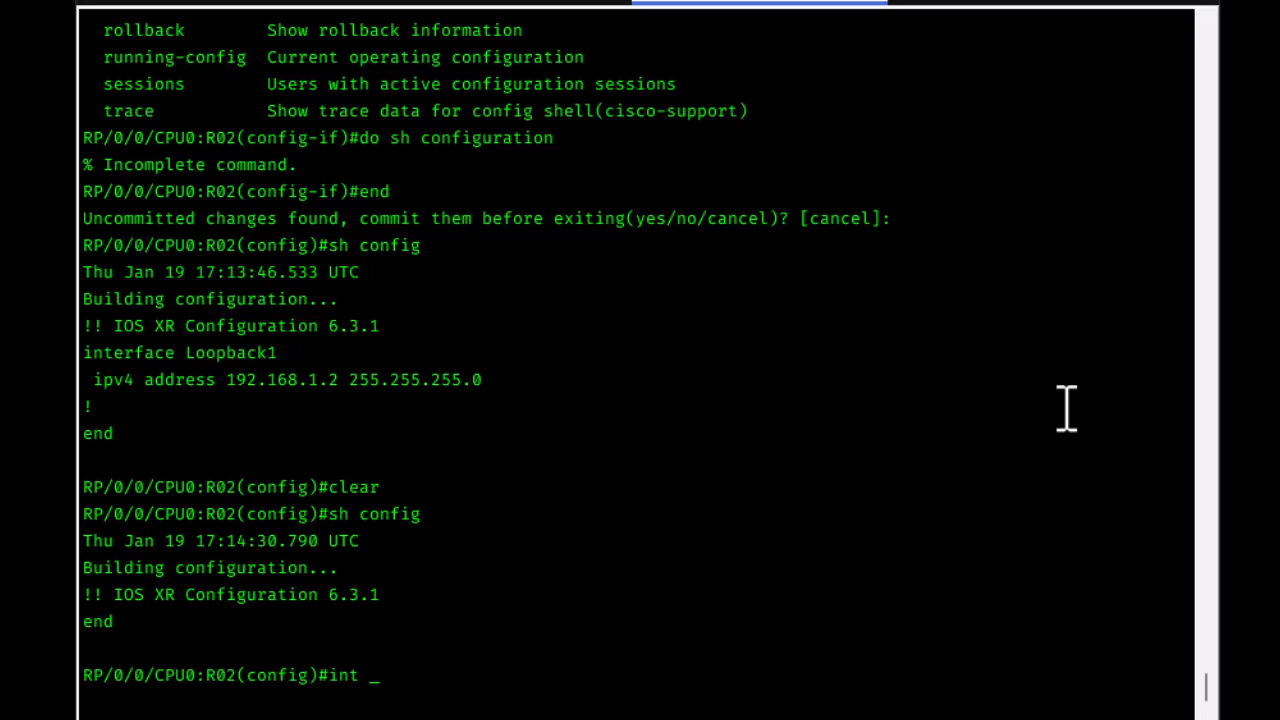 rollback Show rollback information
running-config Current operating configuration
sessions Users with active configuration sessions
trace Show trace data for config shell(cisco-support)
RP/0/0/CPU0:R02(config-if)#do sh configuration
% Incomplete command.
RP/0/0/CPU0:R02(config-if)#end
Uncommitted changes found, commit them before exiting(yes/no/cancel)? [cancel]:
RP/0/0/CPU0:R02(config)#sh config
Thu Jan 19 17:13:46.533 UTC
Building configuration...
!! IOS XR Configuration 6.3.1
interface Loopback1
 ipv4 address 192.168.1.2 255.255.255.0
!
end
RP/0/0/CPU0:R02(config)#clear
RP/0/0/CPU0:R02(config)#sh config
Thu Jan 19 17:14:30.790 UTC
Building configuration...
!! IOS XR Configuration 6.3.1
end
RP/0/0/CPU0:R02(config)#int _